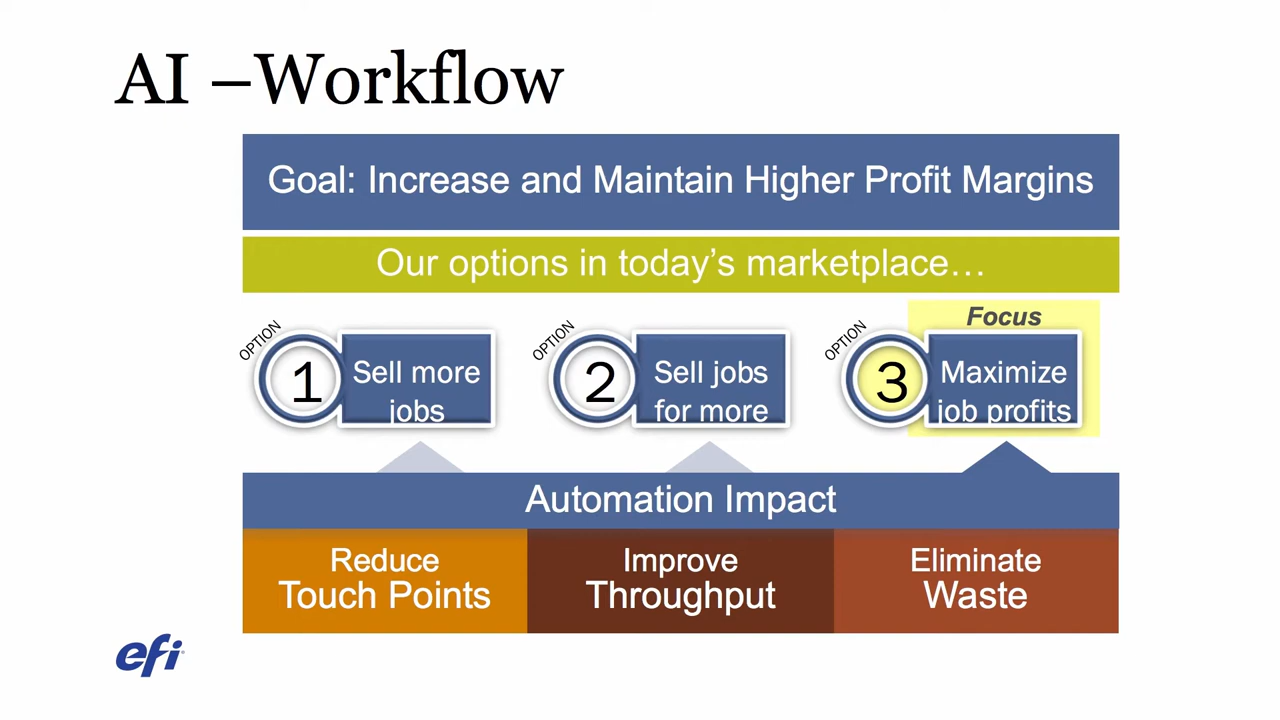 AI –Workflow
Goal: Increase and Maintain Higher Profit Margins
Our options in today's marketplace…
OPTION
1
Sell more
jobs
OPTION
2
Sell jobs
for more
OPTION
3
Focus
Maximize
job profits
Automation Impact
Reduce
Touch Points
Improve
Throughput
Eliminate
Waste
efi